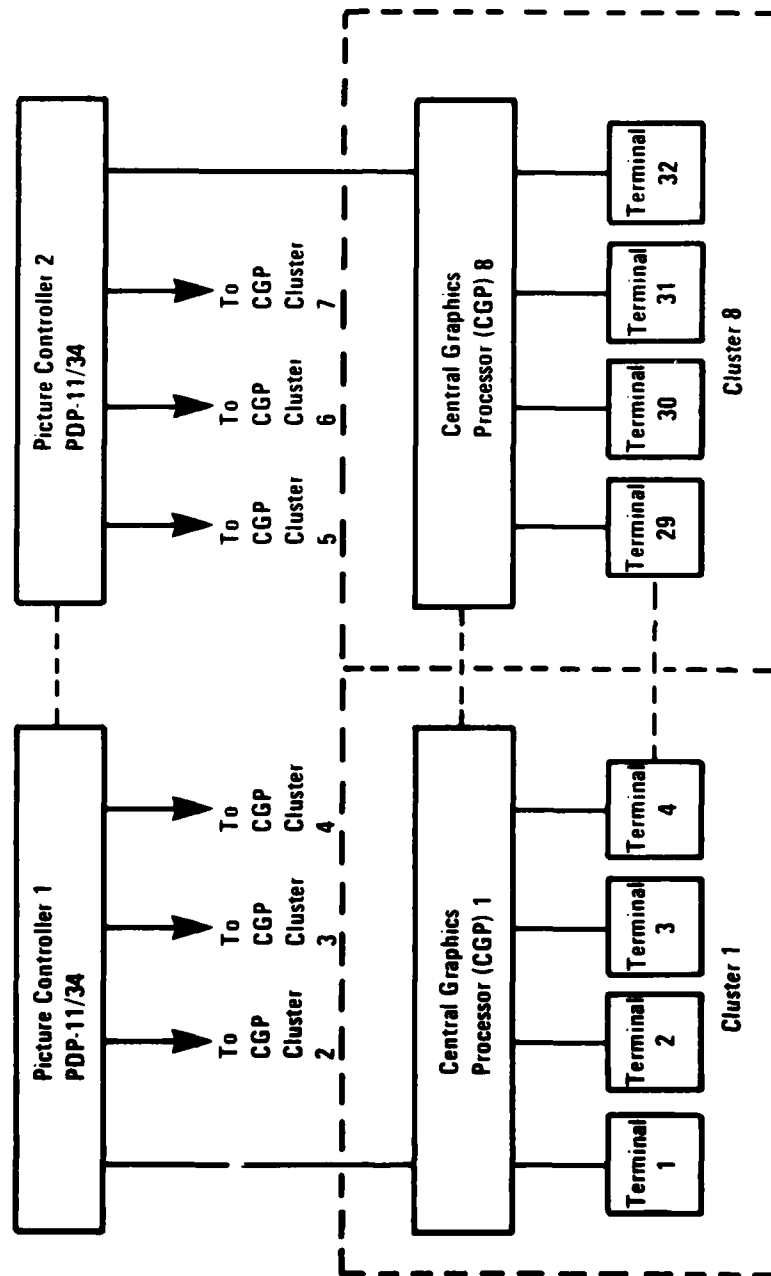 Picture Controller 1
PDP-11/34
Picture Controller 2
PDP-11/34
To
CGP
Cluster
2
To
CGP
Cluster
3
To
CGP
Cluster
4
To
CGP
Cluster
5
To
CGP
Cluster
6
To
CGP
Cluster
7
Central Graphics
Processor (CGP) 1
Central Graphics
Processor (CGP) 8
Terminal
1
Terminal
2
Terminal
3
Terminal
4
Terminal
29
Terminal
30
Terminal
31
Terminal
32
Cluster 1
Cluster 8